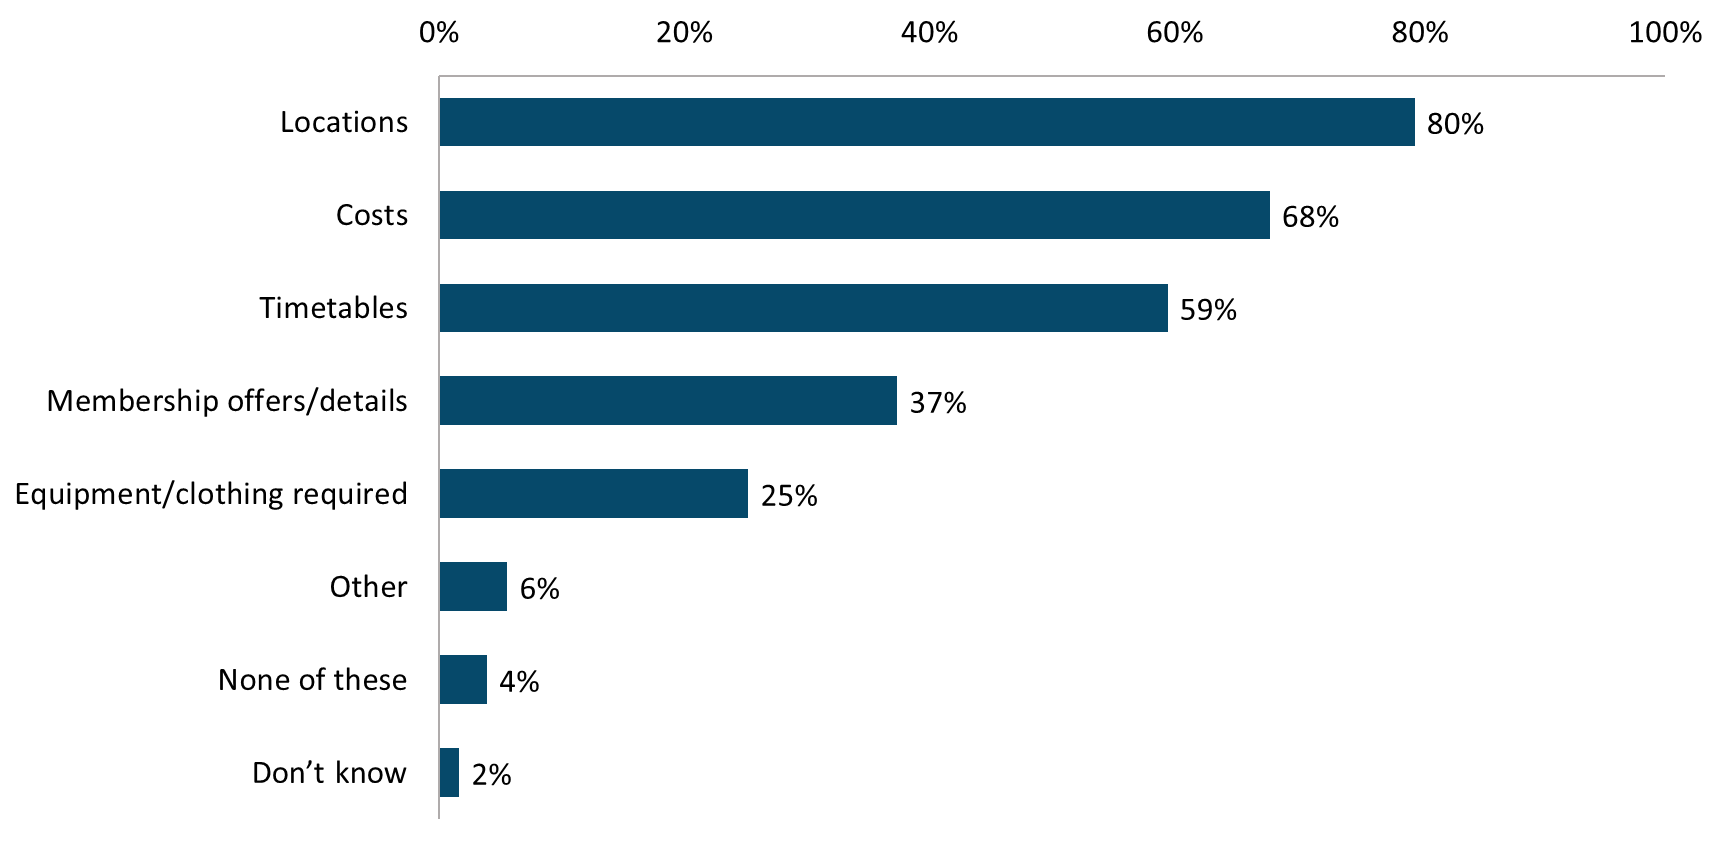 0% 20% 40% 60% 80% 100%
Locations 80%
Costs 68%
Timetables 59%
Membership offers/details 37%
Equipment/clothing required 25%
Other 6%
None of these 4%
Don’t know 2%